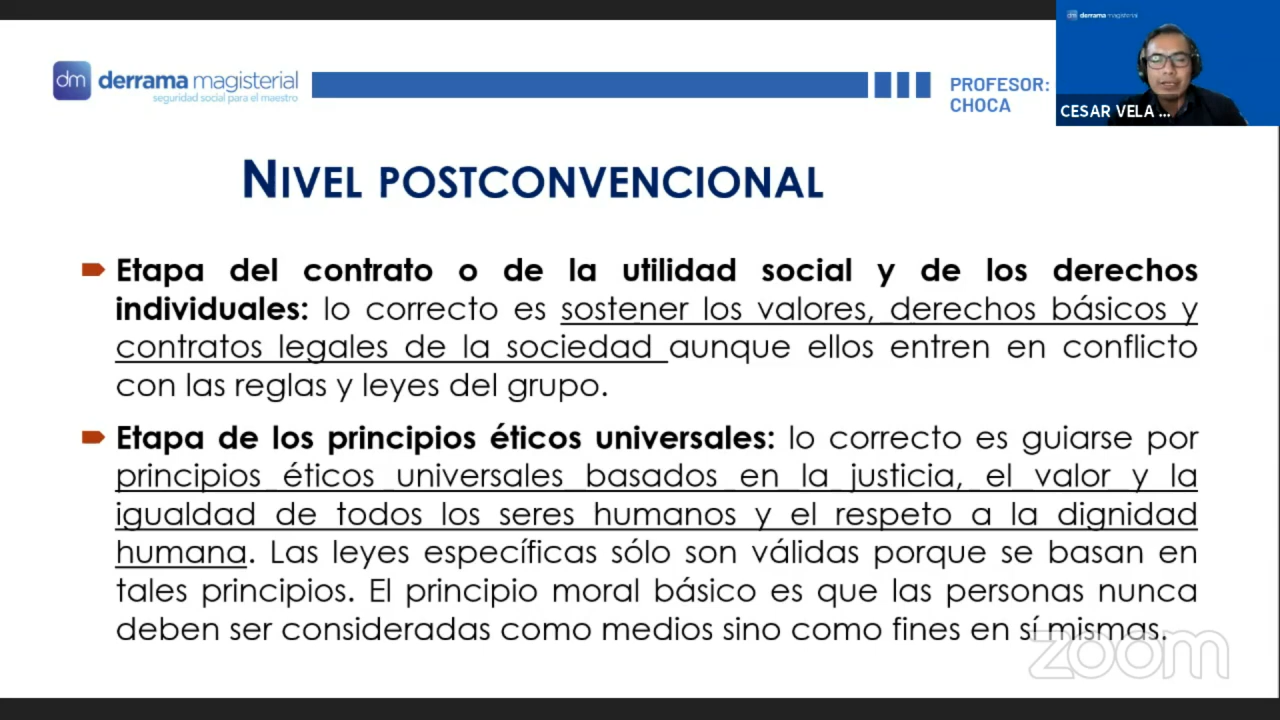 dm derrama magisterial
seguridad social para el maestro
PROFESOR:
CHOCA
dm derrama magisterial
CESAR VELA ...
NIVEL POSTCONVENCIONAL
Etapa del contrato o de la utilidad social y de los derechos
individuales: lo correcto es sostener los valores, derechos básicos y
contratos legales de la sociedad aunque ellos entren en conflicto
con las reglas y leyes del grupo.
Etapa de los principios éticos universales: lo correcto es guiarse por
principios éticos universales basados en la justicia, el valor y la
igualdad de todos los seres humanos y el respeto a la dignidad
humana. Las leyes específicas sólo son válidas porque se basan en
tales principios. El principio moral básico es que las personas nunca
deben ser consideradas como medios sino como fines en sí mismas.
zoom